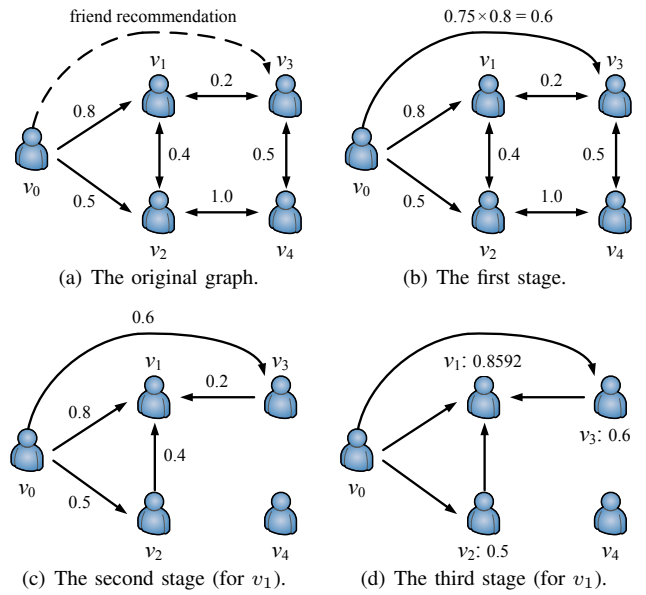 friend recommendation
0.75×0.8 = 0.6
v1
v3
v1
v3
0.2
0.2
0.8
0.8
v0
0.4
0.5
v0
0.4
0.5
0.5
1.0
0.5
1.0
v2
v4
v2
v4
(a) The original graph.
(b) The first stage.
0.6
v1
v3
v1: 0.8592
0.2
0.8
v3: 0.6
v0
0.4
v0
0.5
v2
v4
v2: 0.5
v4
(c) The second stage (for v1).
(d) The third stage (for v1).